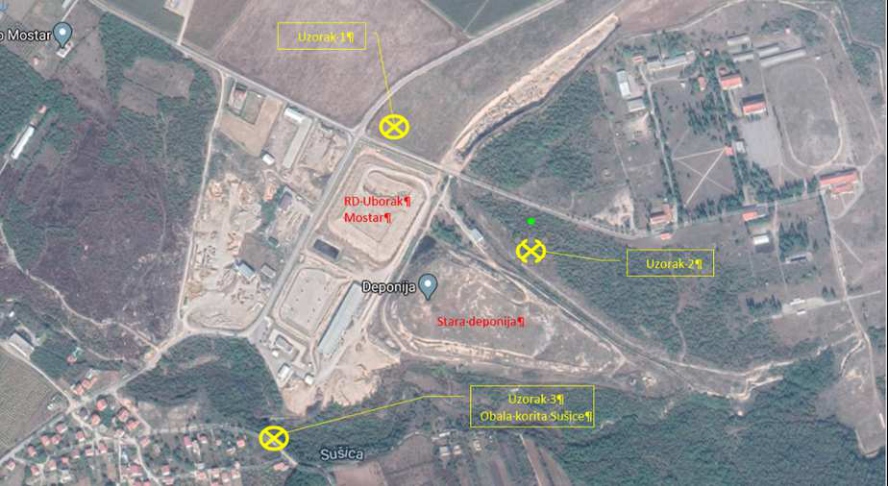 o Mostar
Uzorak·1¶
RD-Uborak¶
Mostar¶
Uzorak·2¶
Deponija
Stara·deponija¶
Uzorak·3¶
Obala·korita·Sušice¶
Sušica